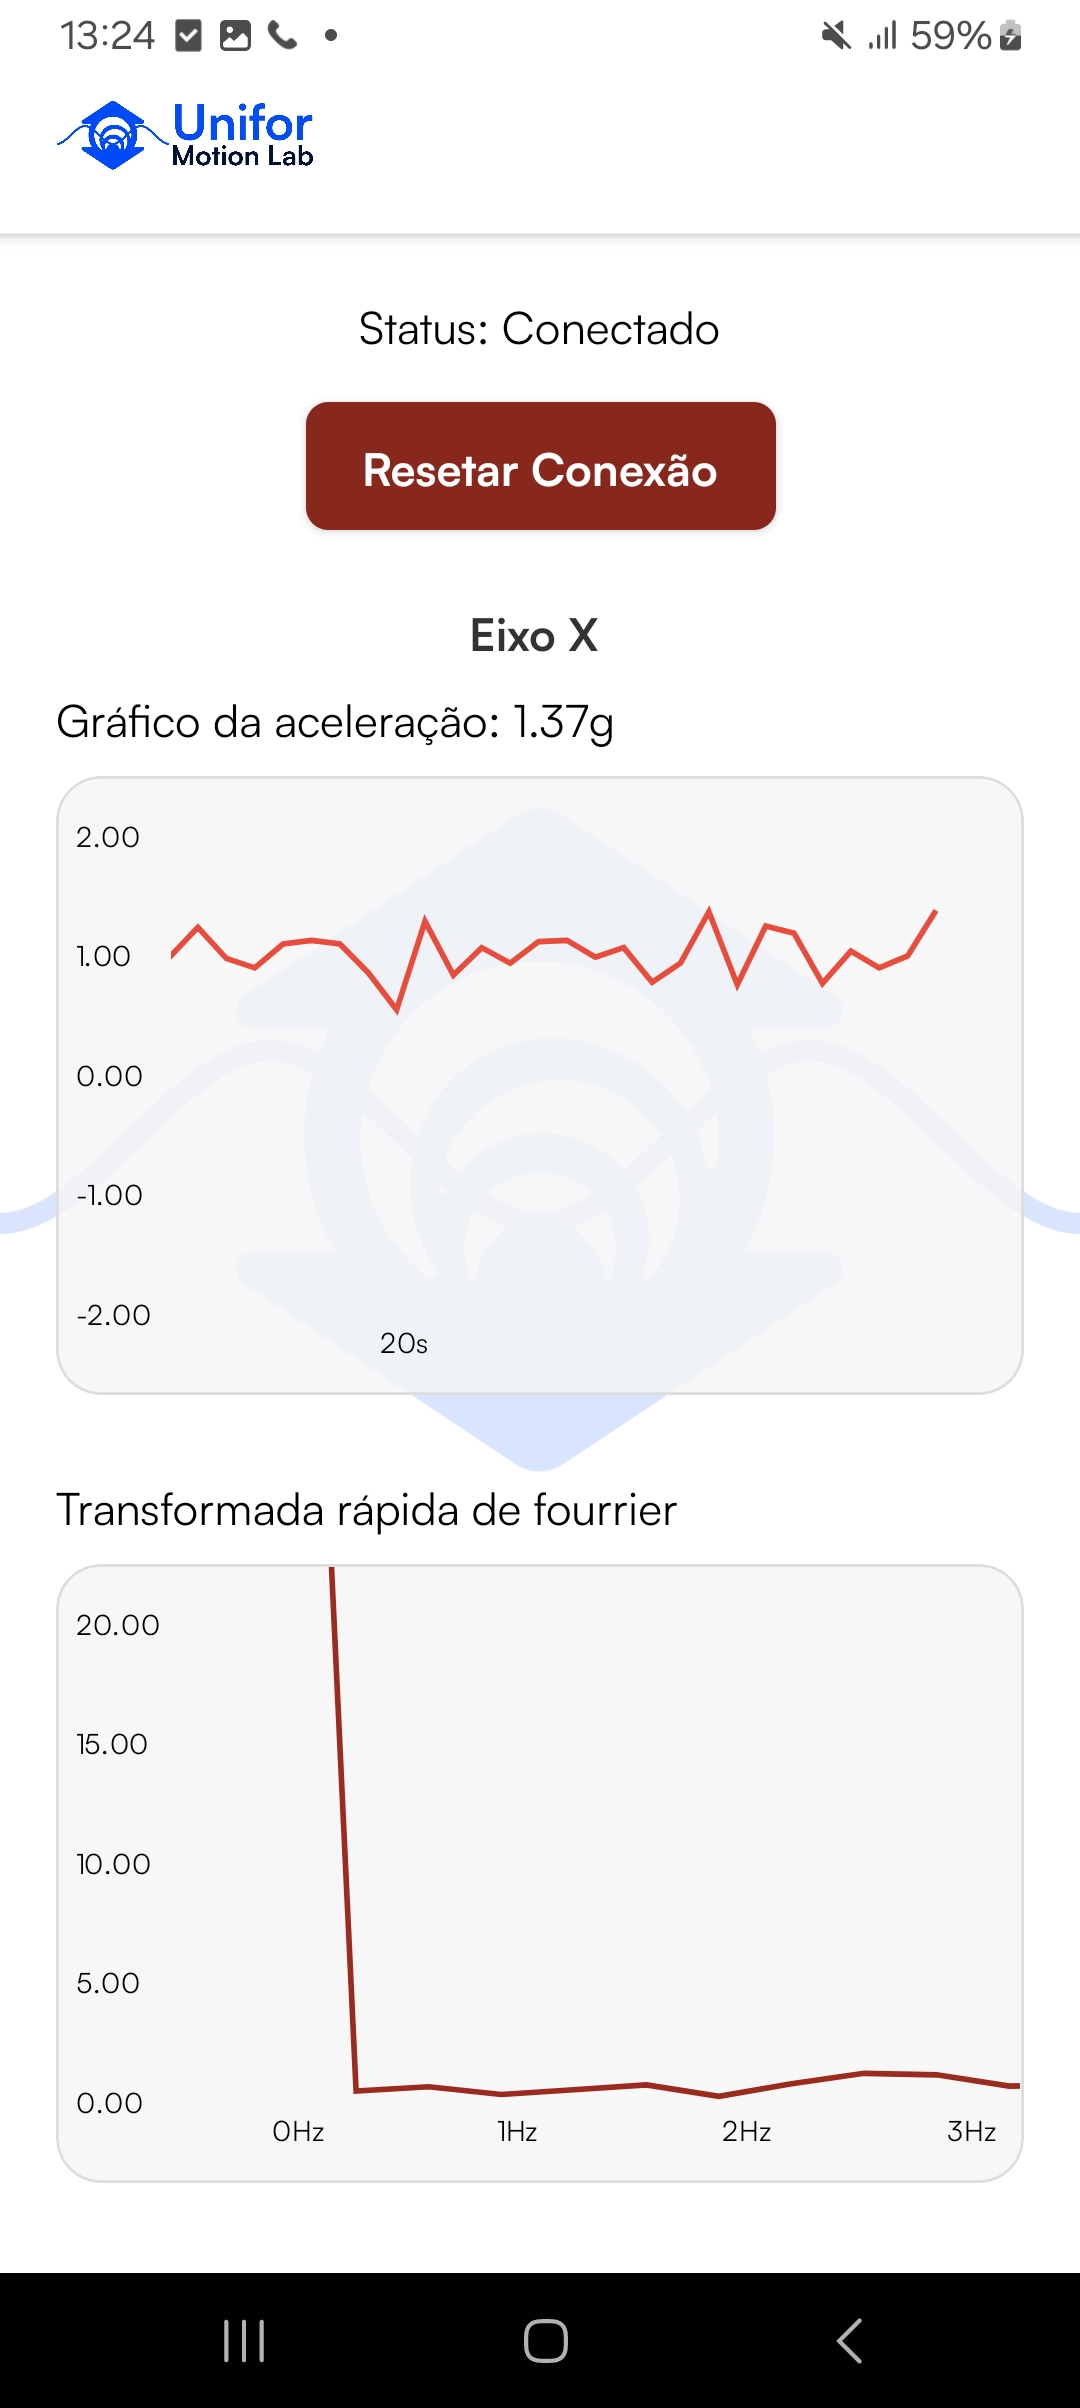 13:24
59%
Unifor
Motion Lab
Status: Conectado
Resetar Conexão
Eixo X
Gráfico da aceleração: 1.37g
2.00
1.00
0.00
-1.00
-2.00
20s
Transformada rápida de fourrier
20.00
15.00
10.00
5.00
0.00
0Hz 1Hz 2Hz 3Hz